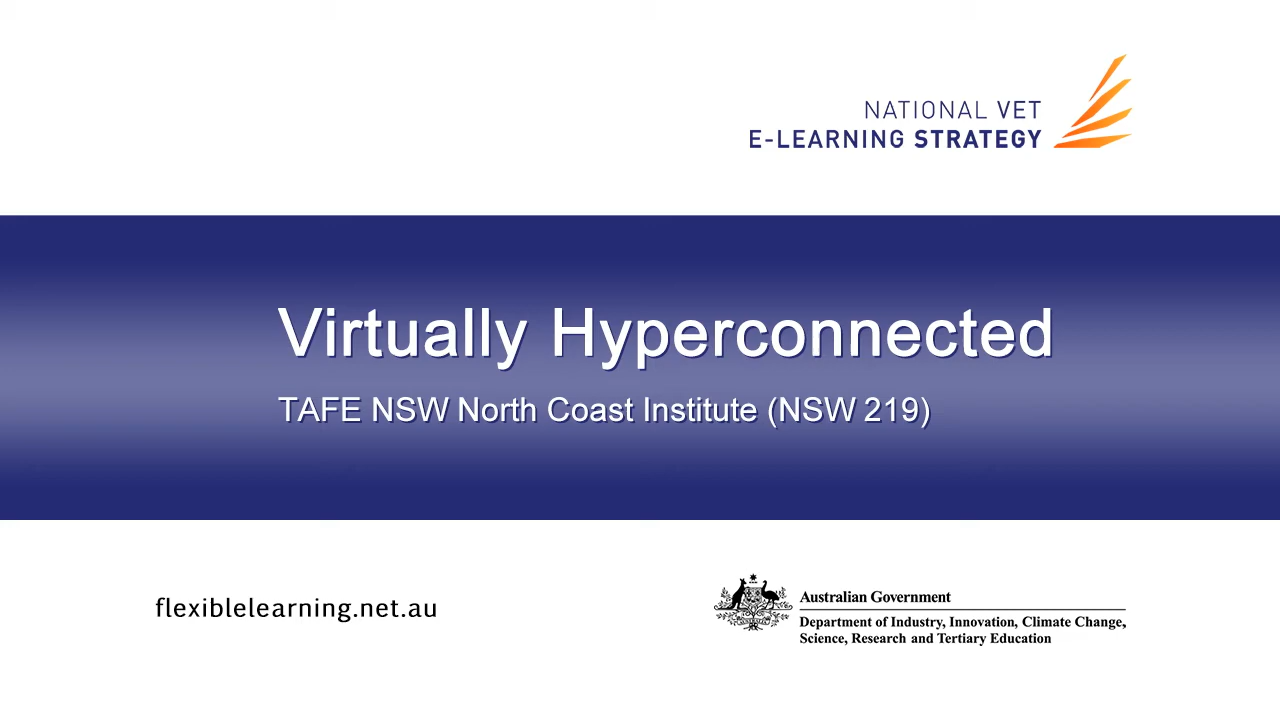 NATIONAL VET
E-LEARNING STRATEGY
Virtually Hyperconnected
TAFE NSW North Coast Institute (NSW 219)
flexiblelearning.net.au
Australian Government
Department of Industry, Innovation, Climate Change,
Science, Research and Tertiary Education